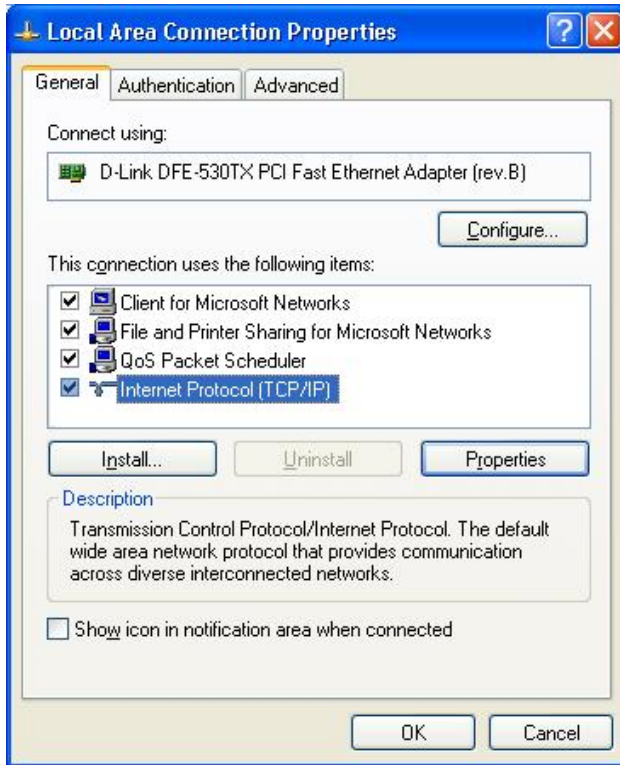 Local Area Connection Properties
General Authentication Advanced
Connect using:
D-Link DFE-530TX PCI Fast Ethernet Adapter (rev.B)
Configure...
This connection uses the following items:
Client for Microsoft Networks
File and Printer Sharing for Microsoft Networks
QoS Packet Scheduler
Internet Protocol (TCP/IP)
Install... Uninstall Properties
Description
Transmission Control Protocol/Internet Protocol. The default
wide area network protocol that provides communication
across diverse interconnected networks.
Show icon in notification area when connected
OK Cancel